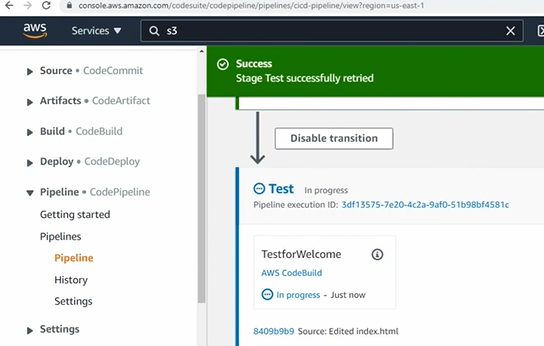 console.aws.amazon.com/codesuite/codepipeline/pipelines/cicd-pipeline/view?region=us-east-1
aws
Services
s3
Source • CodeCommit
Artifacts • CodeArtifact
Build • CodeBuild
Deploy • CodeDeploy
Pipeline • CodePipeline
Getting started
Pipelines
Pipeline
History
Settings
Settings
Success
Stage Test successfully retried
Disable transition
Test In progress
Pipeline execution ID: 3df13575-7e20-4c2a-9af0-51b98bf4581c
TestforWelcome
AWS CodeBuild
In progress - Just now
8409b9b9 Source: Edited index.html